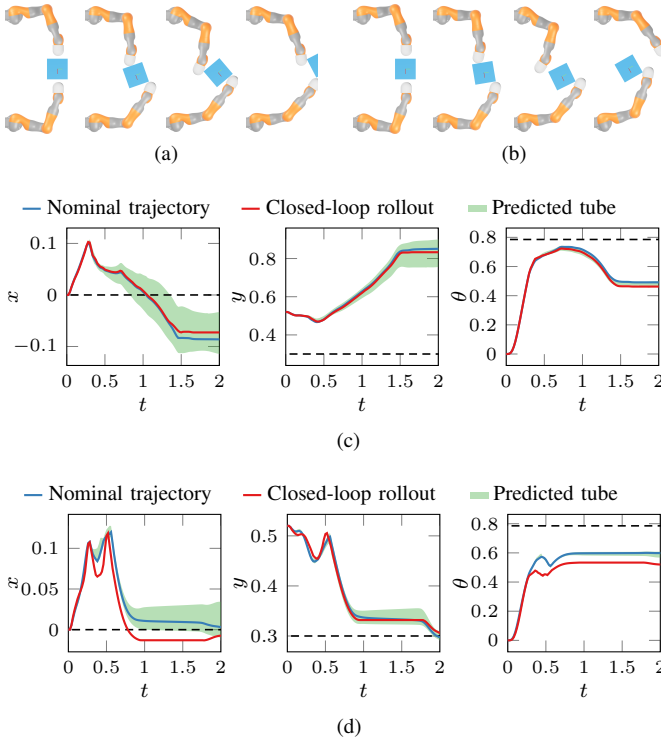 (a) (b)
Nominal trajectory Closed-loop rollout Predicted tube
0.1
0
−0.1
x
0 0.5 1 1.5 2
t
0.8
0.6
0.4
y
0 0.5 1 1.5 2
t
0.8
0.6
0.4
0.2
0
θ
0 0.5 1 1.5 2
t
(c)
Nominal trajectory Closed-loop rollout Predicted tube
0.1
0.05
0
x
0 0.5 1 1.5 2
t
0.5
0.4
0.3
y
0 0.5 1 1.5 2
t
0.8
0.6
0.4
0.2
0
θ
0 0.5 1 1.5 2
t
(d)